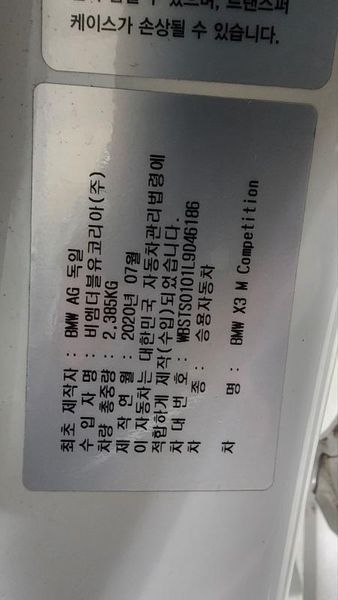 케이스가 손상될 수 있습니다.
최초 제작자 : BMW AG 독일
수 입 자 명 : 비엠더블유코리아(주)
차량 총중량 : 2,385KG
제 작 연 월 : 2020년 07월
이 자동차는 대한민국 자동차관리법령에
적합하게 제작(수입)되었습니다.
차 대 번 호 : WBSTS0101L9D46186
차 종 : 승용자동차
차 명 : BMW X3 M Competition